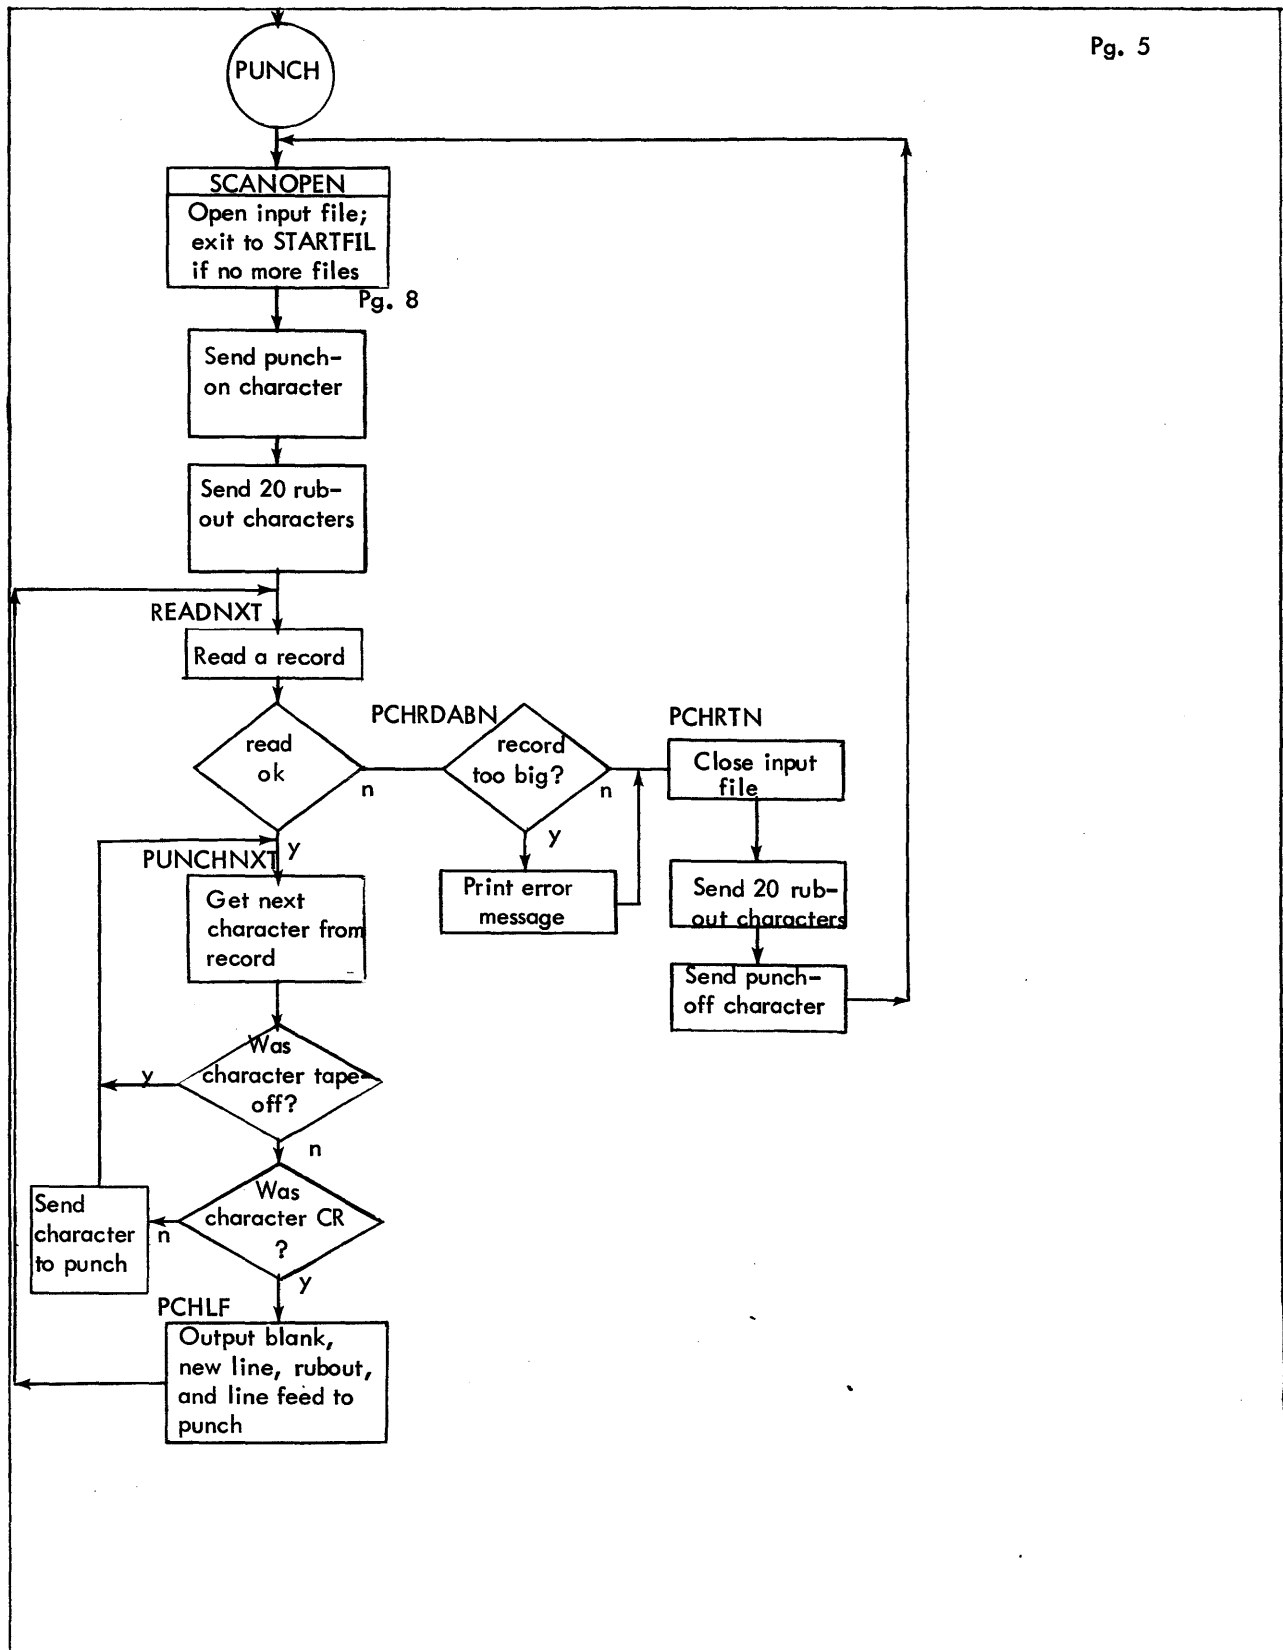 Pg. 5
PUNCH
SCANOPEN
Open input file;
exit to STARTFIL
if no more files
Pg. 8
Send punch-
on character
Send 20 rub-
out characters
READNXT
Read a record
read
ok
n
y
PCHRDABN
record
too big?
n
y
Print error
message
PCHRTN
Close input
file
Send 20 rub-
out characters
Send punch-
off character
PUNCHNXT
Get next
character from
record
Was
character tape-
off?
y
n
Was
character CR
?
n
y
Send
character
to punch
PCHLF
Output blank,
new line, rubout,
and line feed to
punch